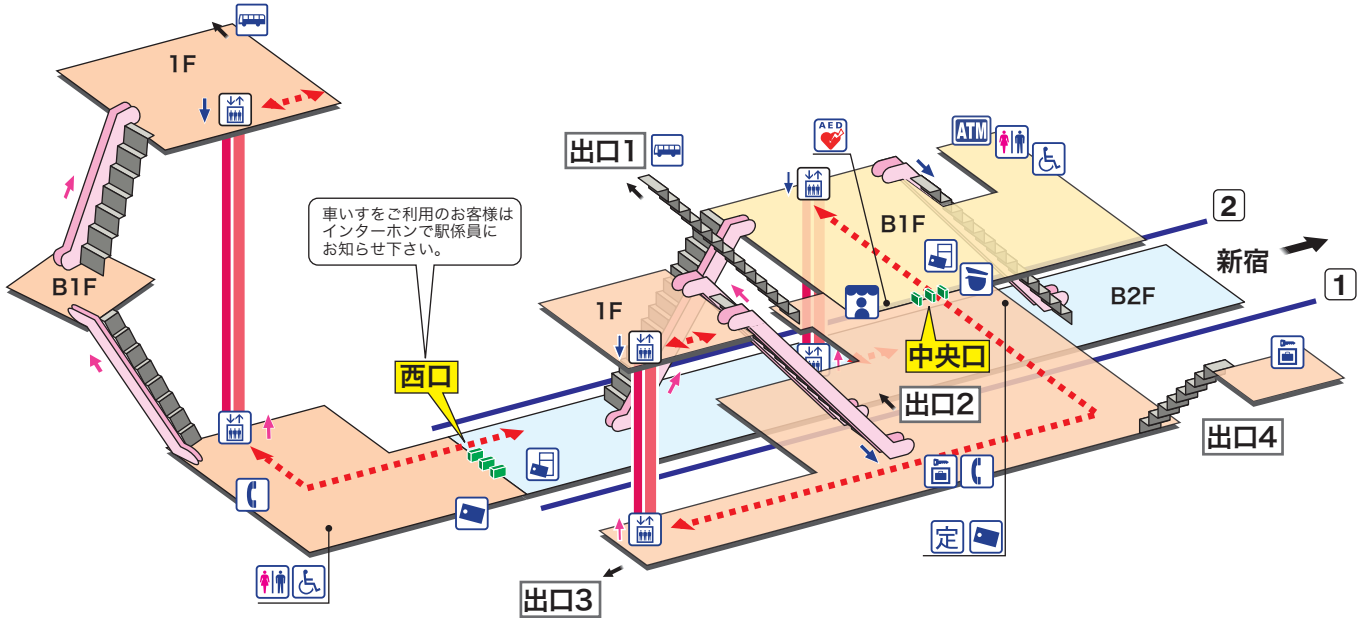 1F
B1F
車いすをご利用のお客様は
インターホンで駅係員に
お知らせ下さい。
西口
出口1
AED
ATM
B1F
2
新宿
1
B2F
1F
中央口
出口2
出口4
定
出口3